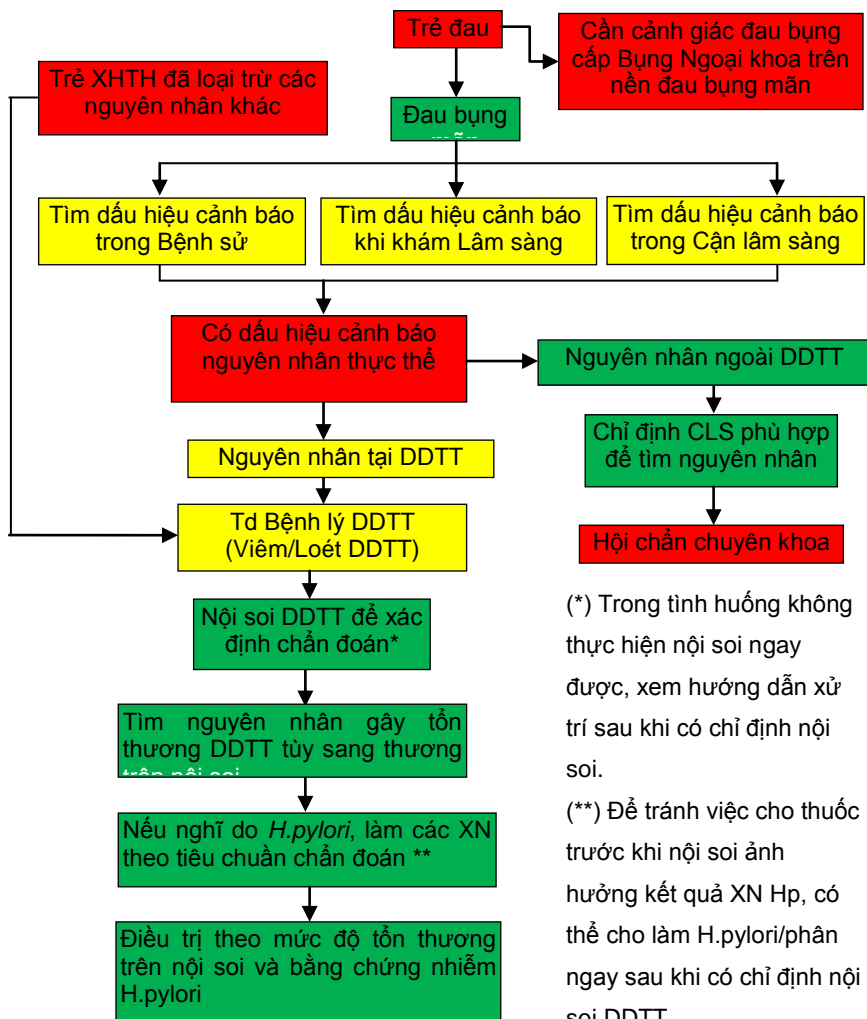 Trẻ đau
Cần cảnh giác đau bụng
cấp Bụng Ngoại khoa trên
nền đau bụng mãn
Trẻ XHTH đã loại trừ các
nguyên nhân khác
Đau bụng
Tìm dấu hiệu cảnh báo
trong Bệnh sử
Tìm dấu hiệu cảnh báo
khi khám Lâm sàng
Tìm dấu hiệu cảnh báo
trong Cận lâm sàng
Có dấu hiệu cảnh báo
nguyên nhân thực thể
Nguyên nhân ngoài DDTT
Chỉ định CLS phù hợp
để tìm nguyên nhân
Hội chẩn chuyên khoa
Nguyên nhân tại DDTT
Td Bệnh lý DDTT
(Viêm/Loét DDTT)
Nội soi DDTT để xác
định chẩn đoán*
Tìm nguyên nhân gây tổn
thương DDTT tùy sang thương
trên nội soi
Nếu nghĩ do H.pylori, làm các XN
theo tiêu chuần chẩn đoán **
Điều trị theo mức độ tổn thương
trên nội soi và bằng chứng nhiễm
H.pylori
(*) Trong tình huống không
thực hiện nội soi ngay
được, xem hướng dẫn xử
trí sau khi có chỉ định nội
soi.
(**) Để tránh việc cho thuốc
trước khi nội soi ảnh
hưởng kết quả XN Hp, có
thể cho làm H.pylori/phân
ngay sau khi có chỉ định nội
soi DDTT